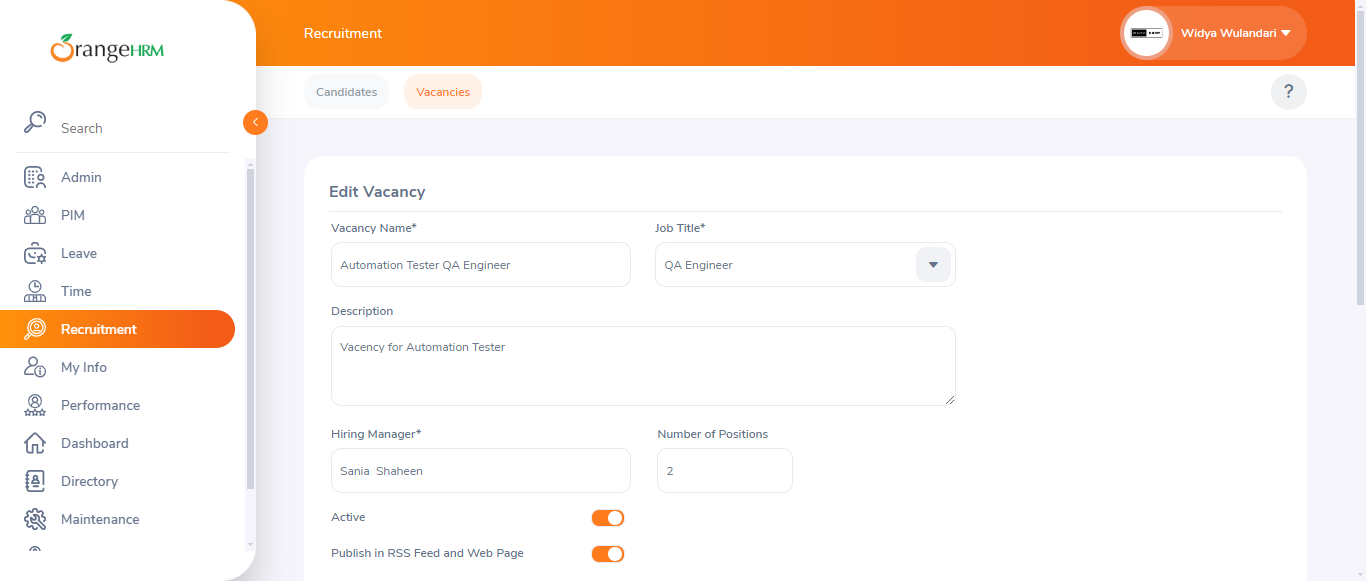 OrangeHRM
Recruitment
Widya Wulandari
Candidates
Vacancies
?
Search
Admin
PIM
Leave
Time
Recruitment
My Info
Performance
Dashboard
Directory
Maintenance
Edit Vacancy
Vacancy Name*
Job Title*
Automation Tester QA Engineer
QA Engineer
Description
Vacency for Automation Tester
Hiring Manager*
Number of Positions
Sania  Shaheen
2
Active
Publish in RSS Feed and Web Page